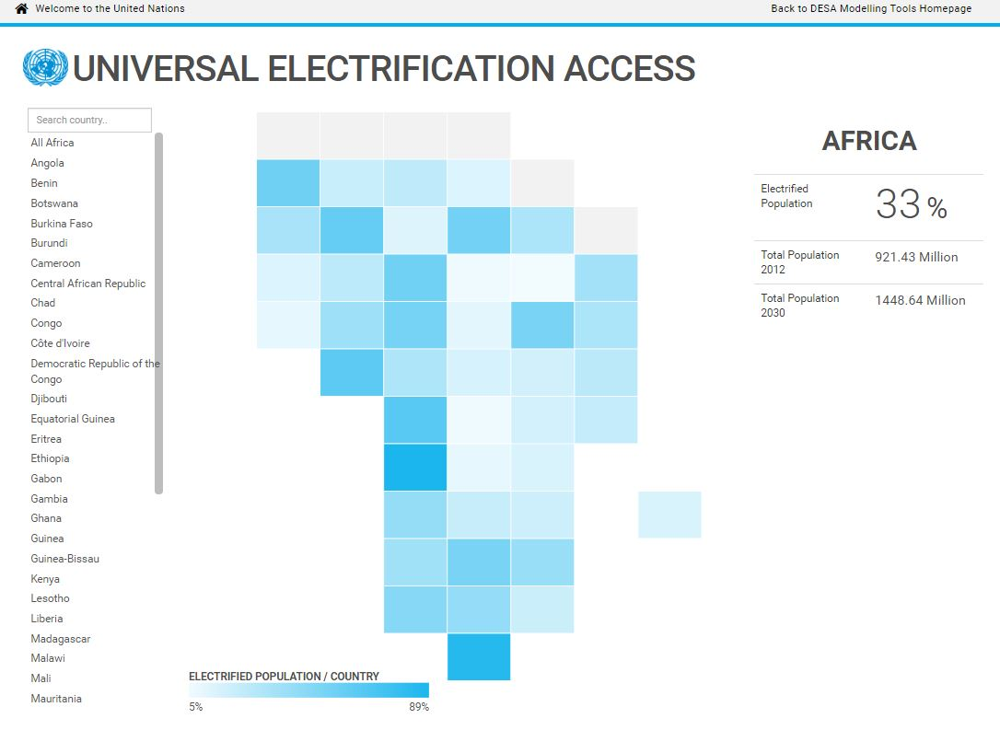 Welcome to the United Nations
Back to DESA Modelling Tools Homepage
UNIVERSAL ELECTRIFICATION ACCESS
Search country..
All Africa
Angola
Benin
Botswana
Burkina Faso
Burundi
Cameroon
Central African Republic
Chad
Congo
Côte d'Ivoire
Democratic Republic of the
Congo
Djibouti
Equatorial Guinea
Eritrea
Ethiopia
Gabon
Gambia
Ghana
Guinea
Guinea-Bissau
Kenya
Lesotho
Liberia
Madagascar
Malawi
Mali
Mauritania
ELECTRIFIED POPULATION / COUNTRY
5%
89%
AFRICA
Electrified
Population
33 %
Total Population
2012
921.43 Million
Total Population
2030
1448.64 Million